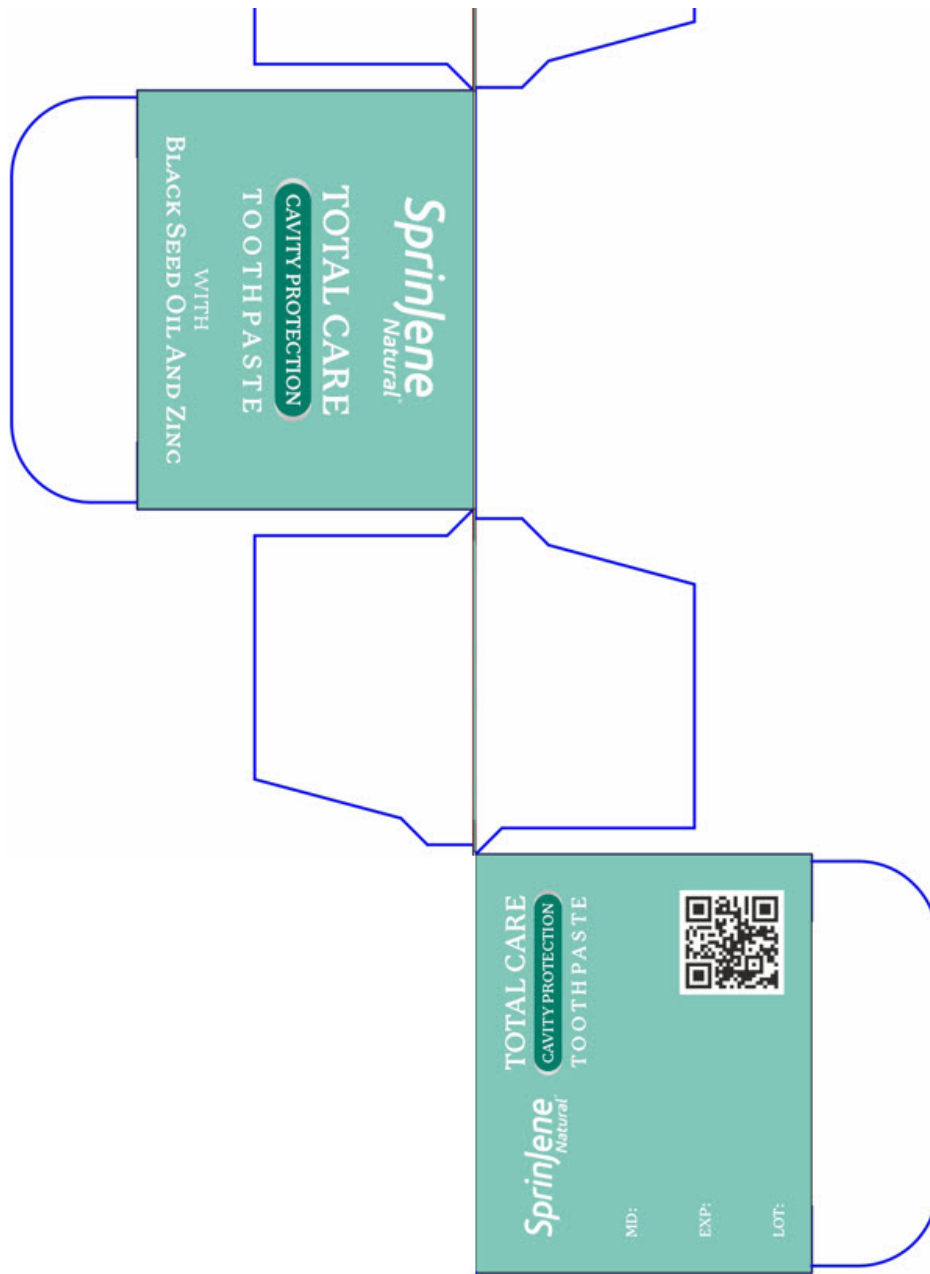 SprinJene
Natural®
TOTAL CARE
CAVITY PROTECTION
TOOTHPASTE
WITH
BLACK SEED OIL AND ZINC
TOTAL CARE
CAVITY PROTECTION
TOOTHPASTE
SprinJene
Natural®
MD:
EXP:
LOT: